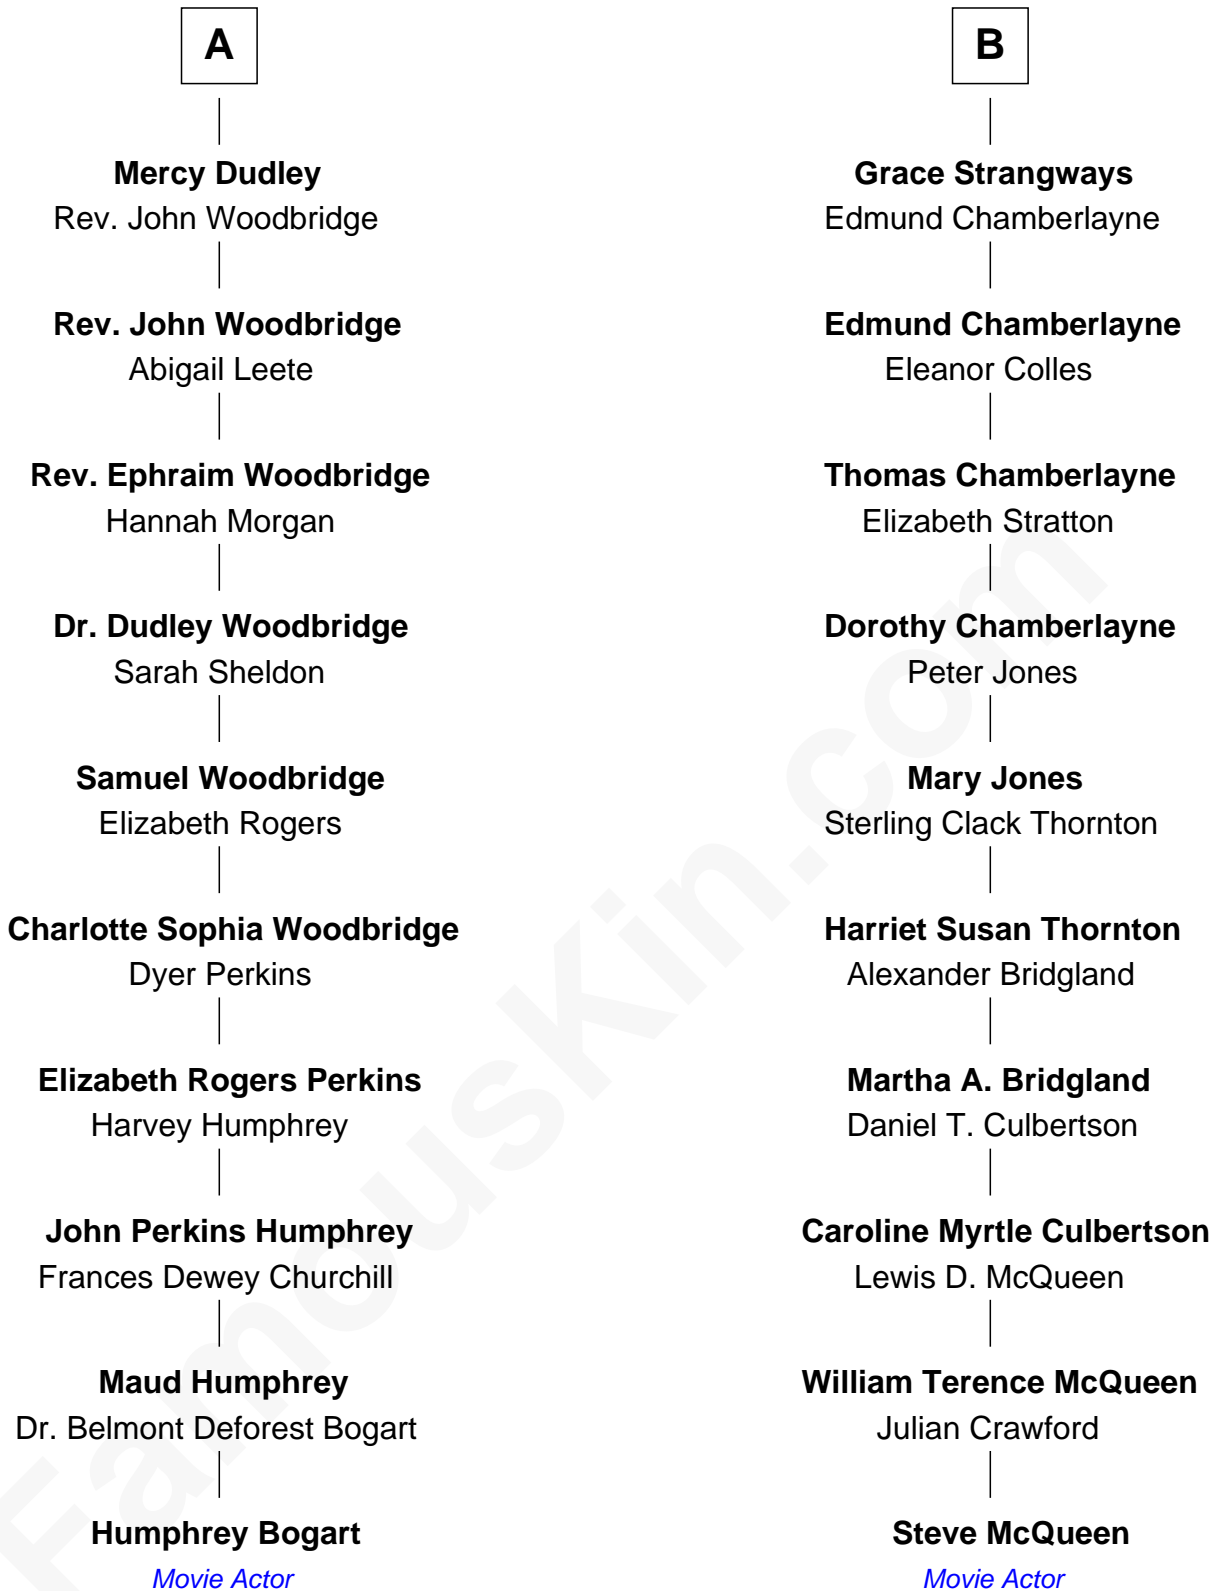 A
Mercy Dudley
Rev. John Woodbridge
Rev. John Woodbridge
Abigail Leete
Rev. Ephraim Woodbridge
Hannah Morgan
Dr. Dudley Woodbridge
Sarah Sheldon
Samuel Woodbridge
Elizabeth Rogers
Charlotte Sophia Woodbridge
Dyer Perkins
Elizabeth Rogers Perkins
Harvey Humphrey
John Perkins Humphrey
Frances Dewey Churchill
Maud Humphrey
Dr. Belmont Deforest Bogart
Humphrey Bogart
Movie Actor
B
Grace Strangways
Edmund Chamberlayne
Edmund Chamberlayne
Eleanor Colles
Thomas Chamberlayne
Elizabeth Stratton
Dorothy Chamberlayne
Peter Jones
Mary Jones
Sterling Clack Thornton
Harriet Susan Thornton
Alexander Bridgland
Martha A. Bridgland
Daniel T. Culbertson
Caroline Myrtle Culbertson
Lewis D. McQueen
William Terence McQueen
Julian Crawford
Steve McQueen
Movie Actor
FamousKin.com